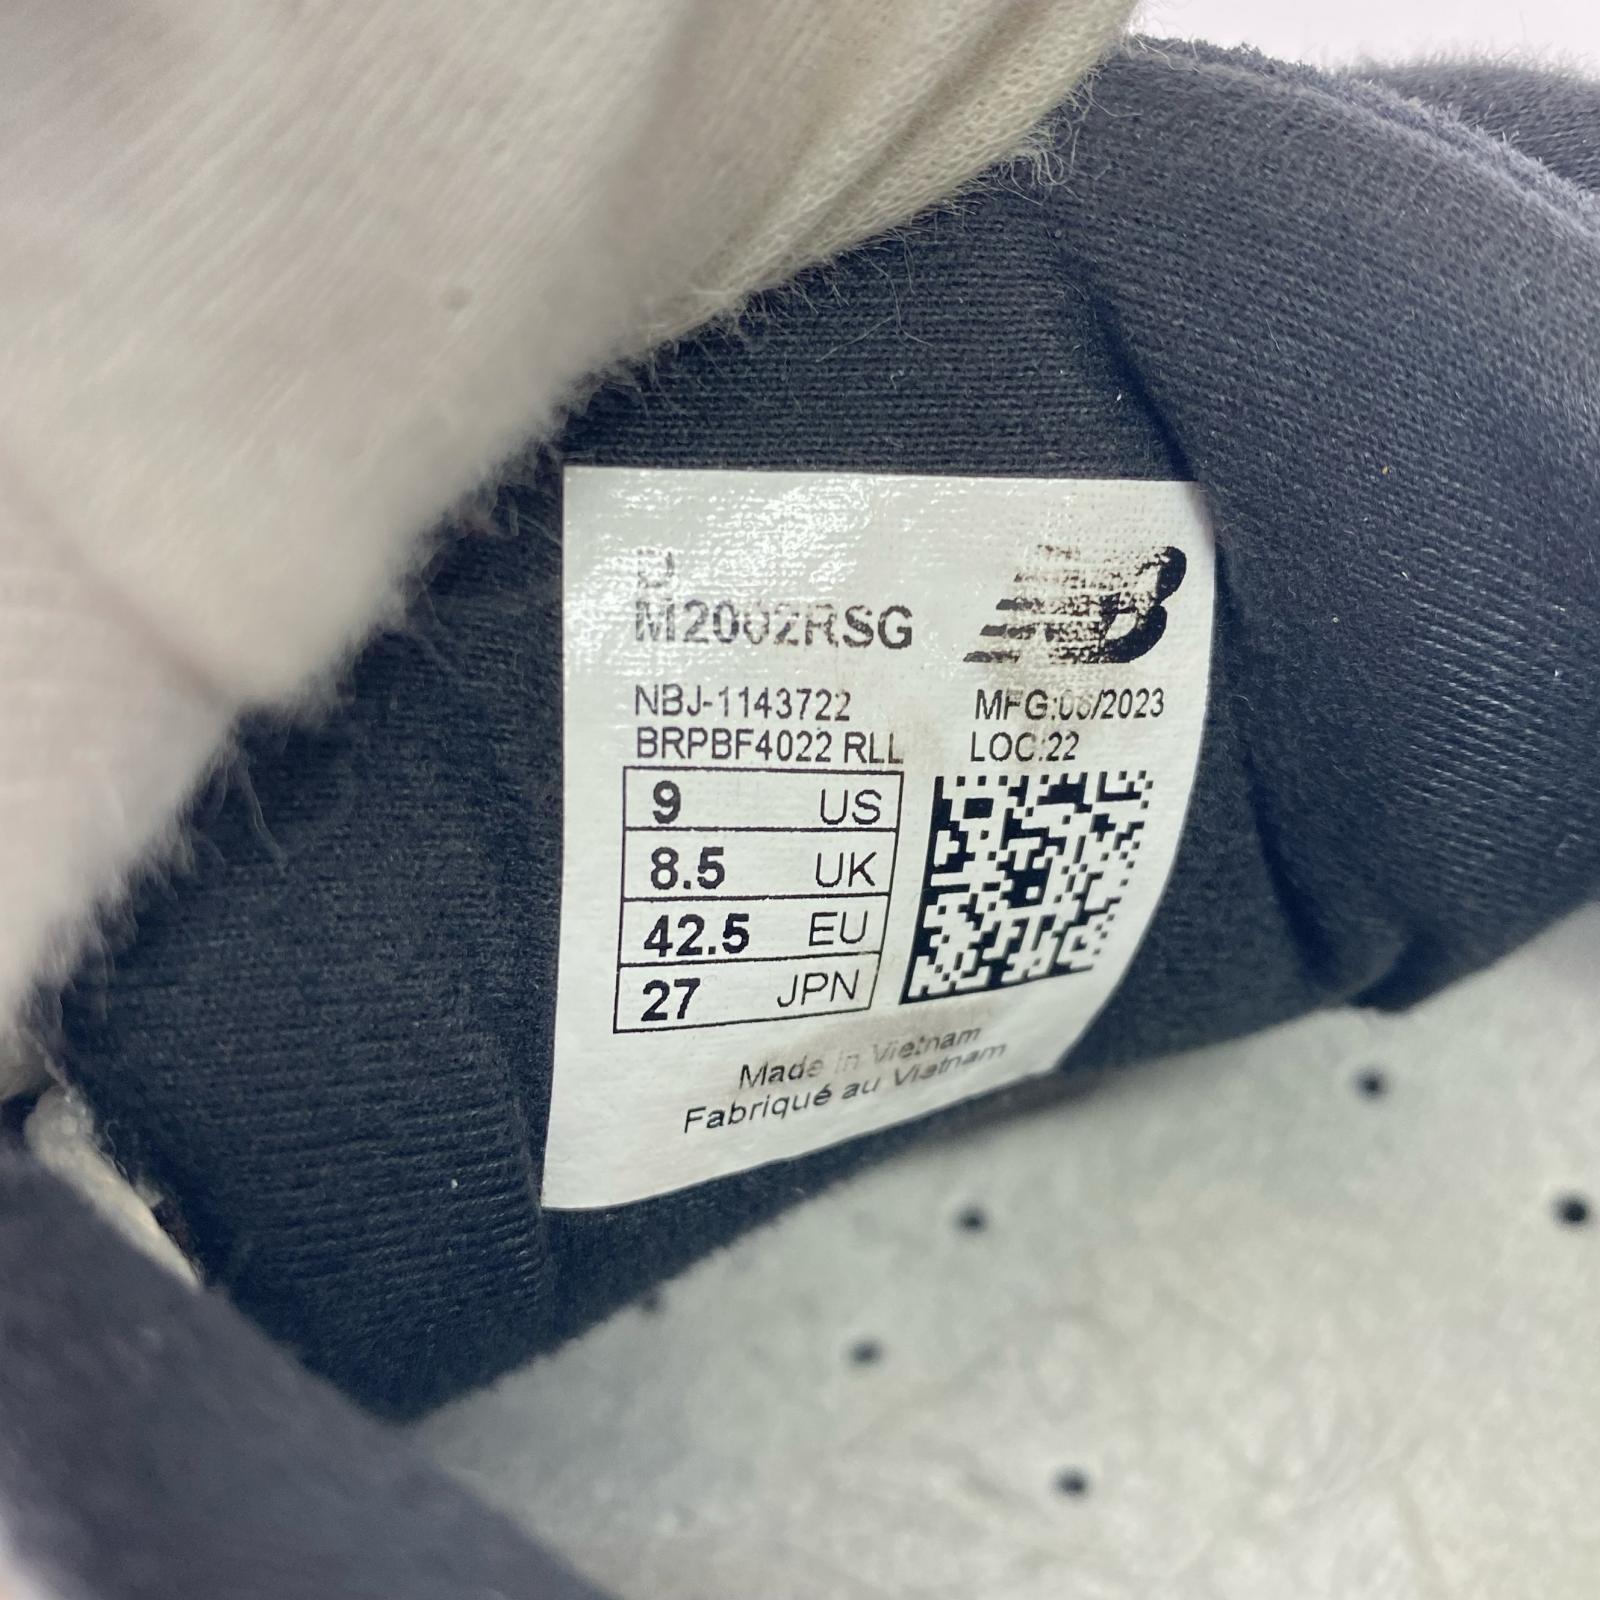 D
M2002RSG
NBJ-1143722
BRPBF4022 RLL
MFG:06/2023
LOC:22
9 US
8.5 UK
42.5 EU
27 JPN
Made in Vietnam
Fabriqué au Vietnam